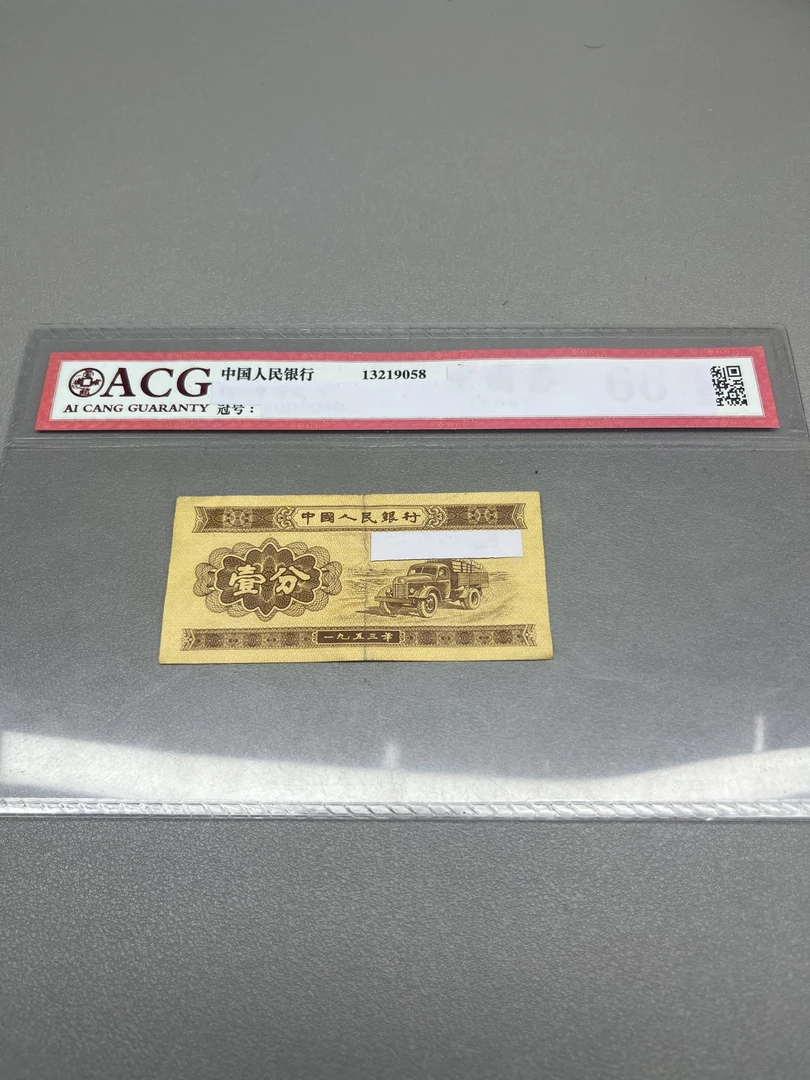 ACG
AI CANG GUARANTY
中国人民银行
13219058
冠号：
中國人民銀行
壹分
一九五三年